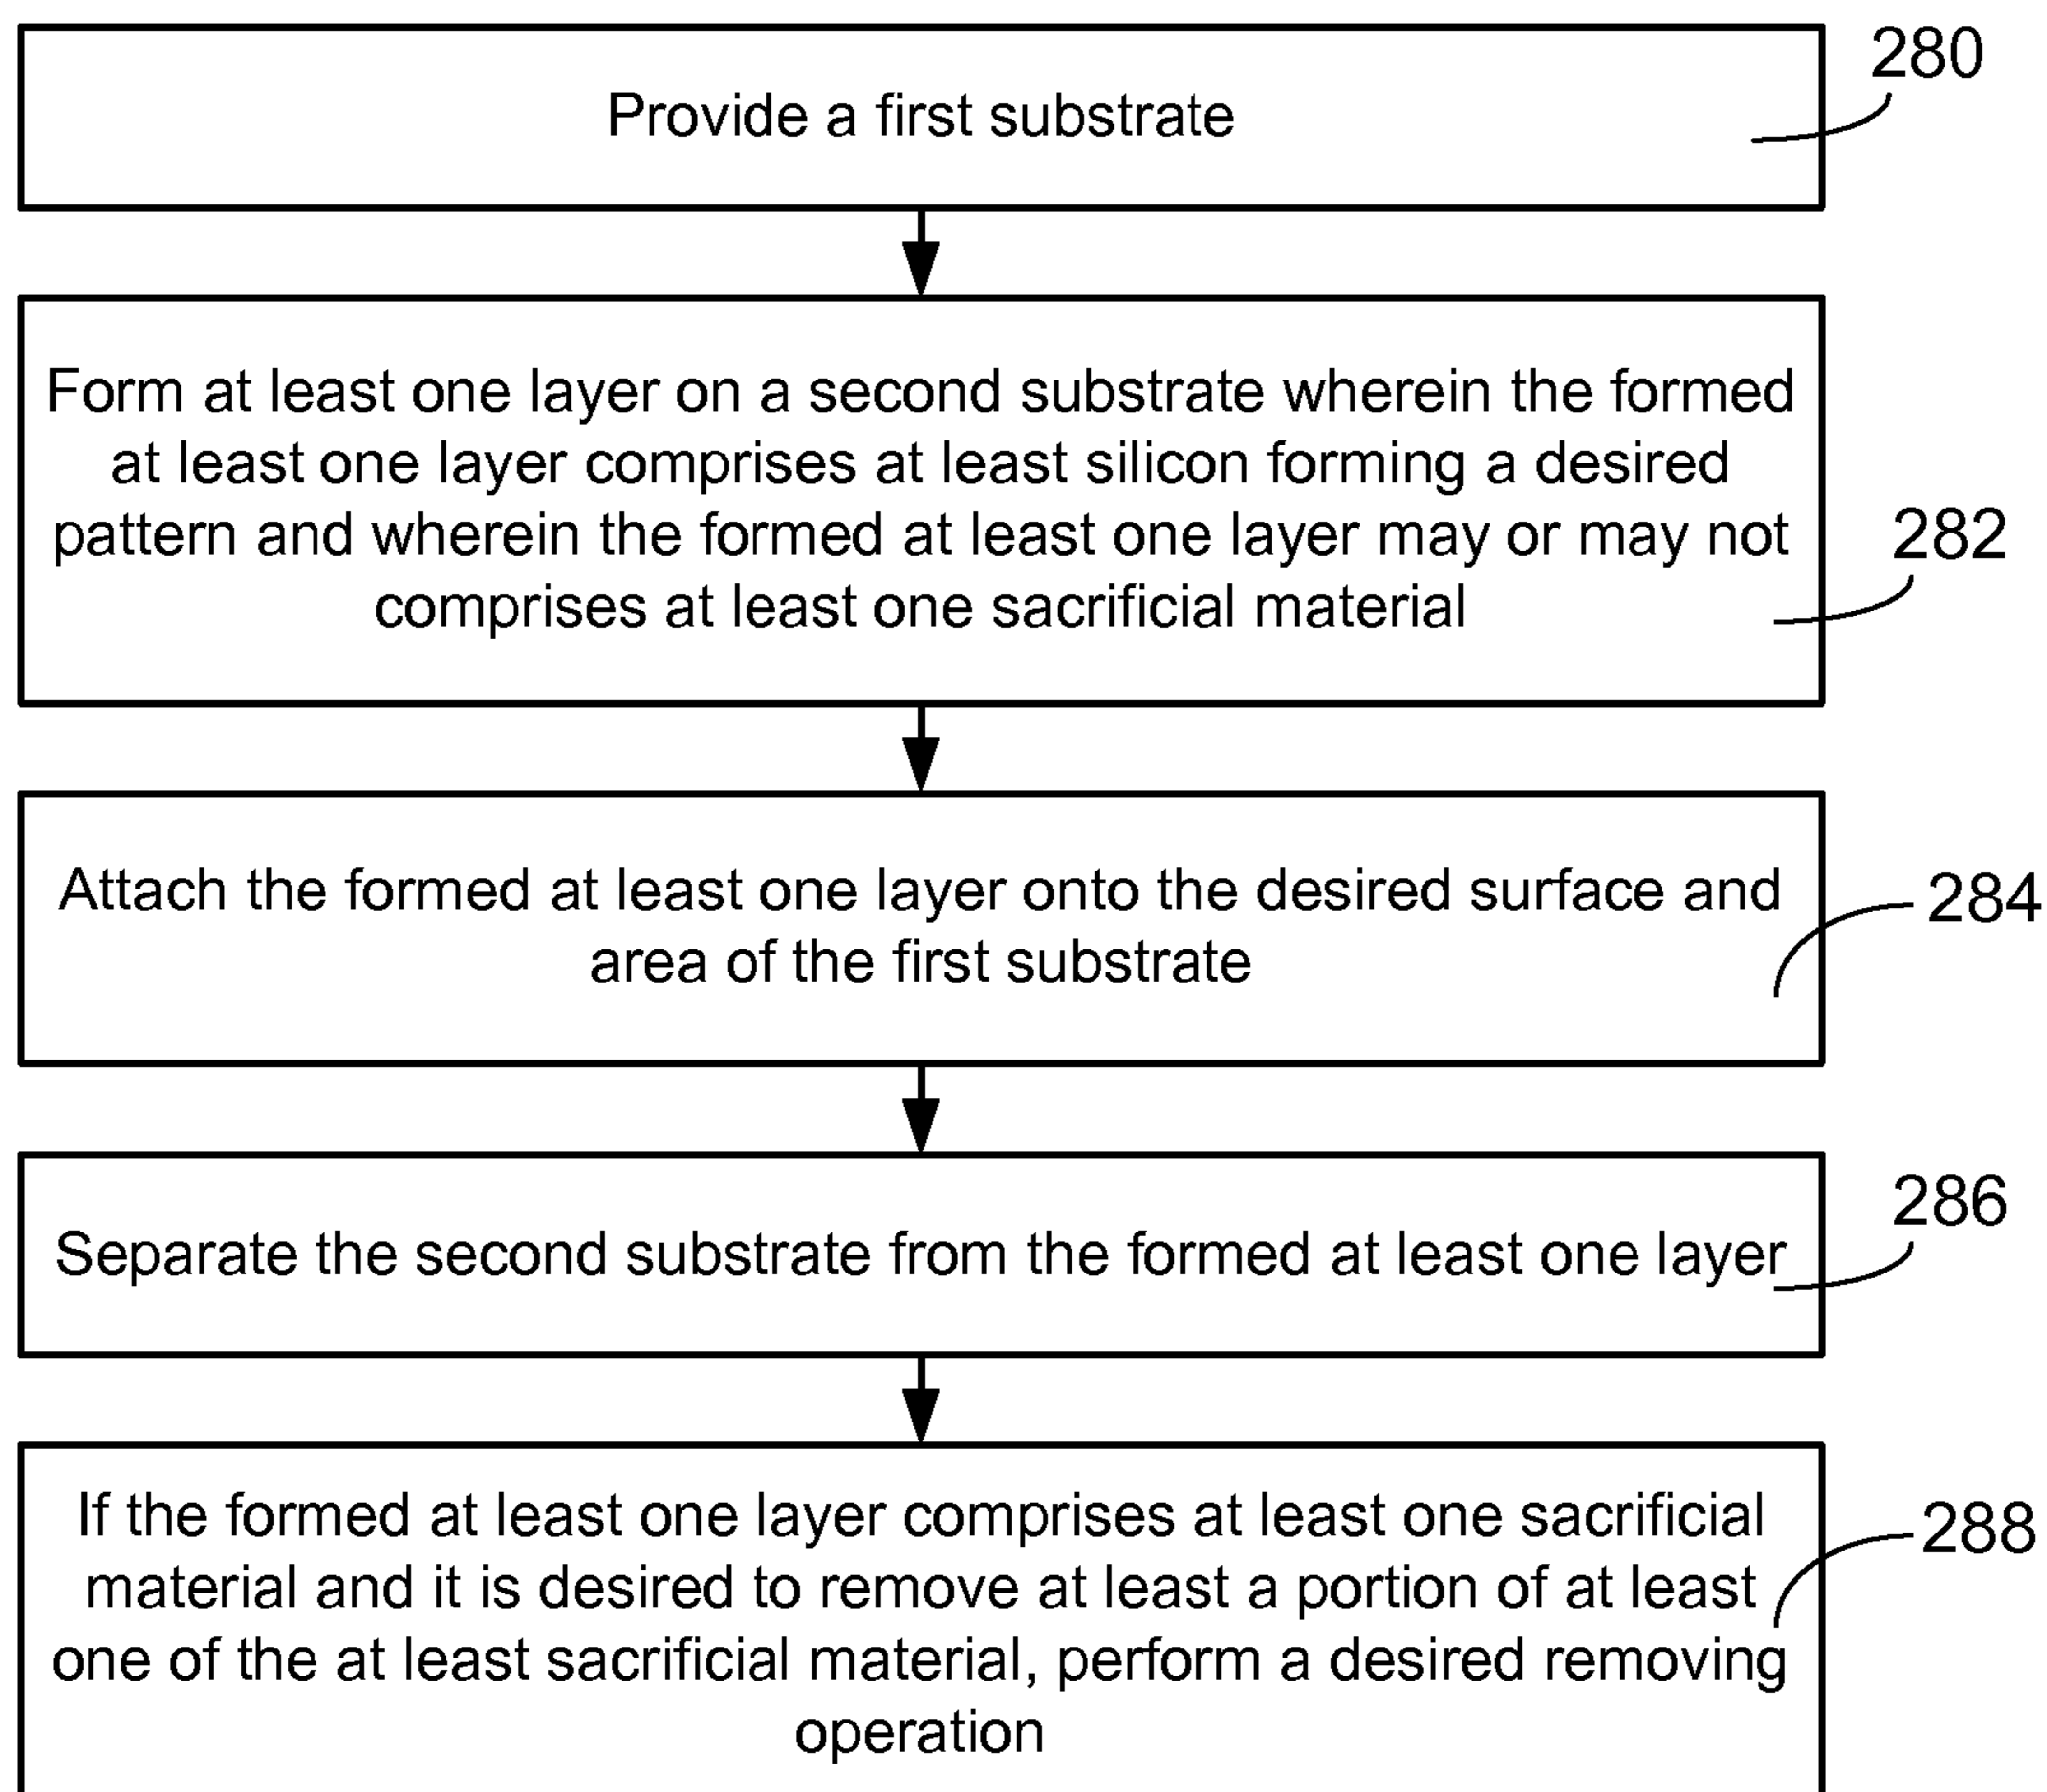 280
Provide a first substrate
Form at least one layer on a second substrate wherein the formed
at least one layer comprises at least silicon forming a desired
pattern and wherein the formed at least one layer may or may not
comprises at least one sacrificial material
282
Attach the formed at least one layer onto the desired surface and
area of the first substrate
284
Separate the second substrate from the formed at least one layer
286
If the formed at least one layer comprises at least one sacrificial
material and it is desired to remove at least a portion of at least
one of the at least sacrificial material, perform a desired removing
operation
288